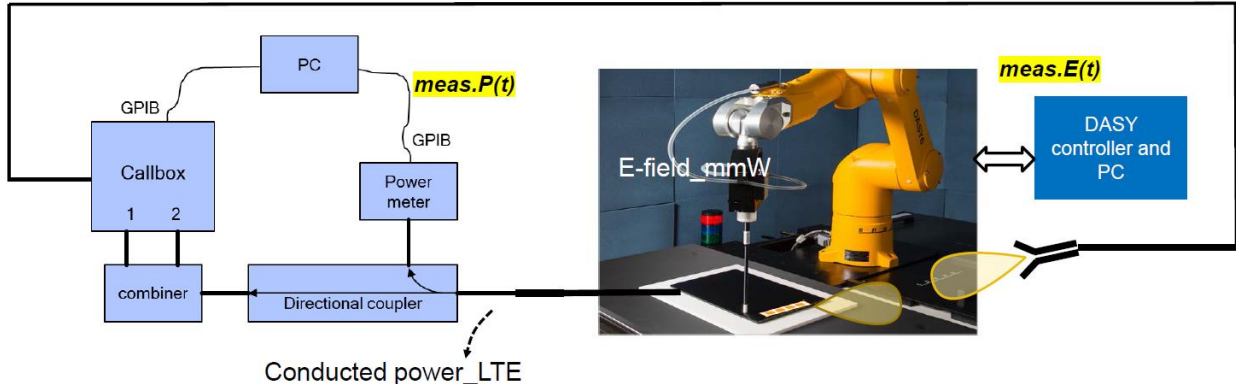 PC
meas.P(t)
meas.E(t)
GPIB
GPIB
Callbox
1 2
Power
meter
E-field_mmW
DASY
controller and
PC
combiner
Directional coupler
Conducted power_LTE